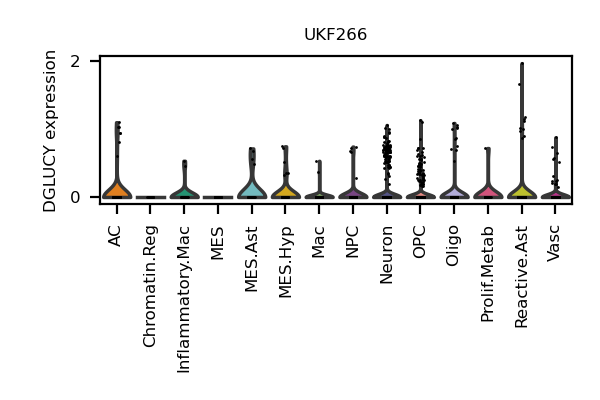 UKF266
DGLUCY expression
2
0
AC
Chromatin.Reg
Inflammatory.Mac
MES
MES.Ast
MES.Hyp
Mac
NPC
Neuron
OPC
Oligo
Prolif.Metab
Reactive.Ast
Vasc